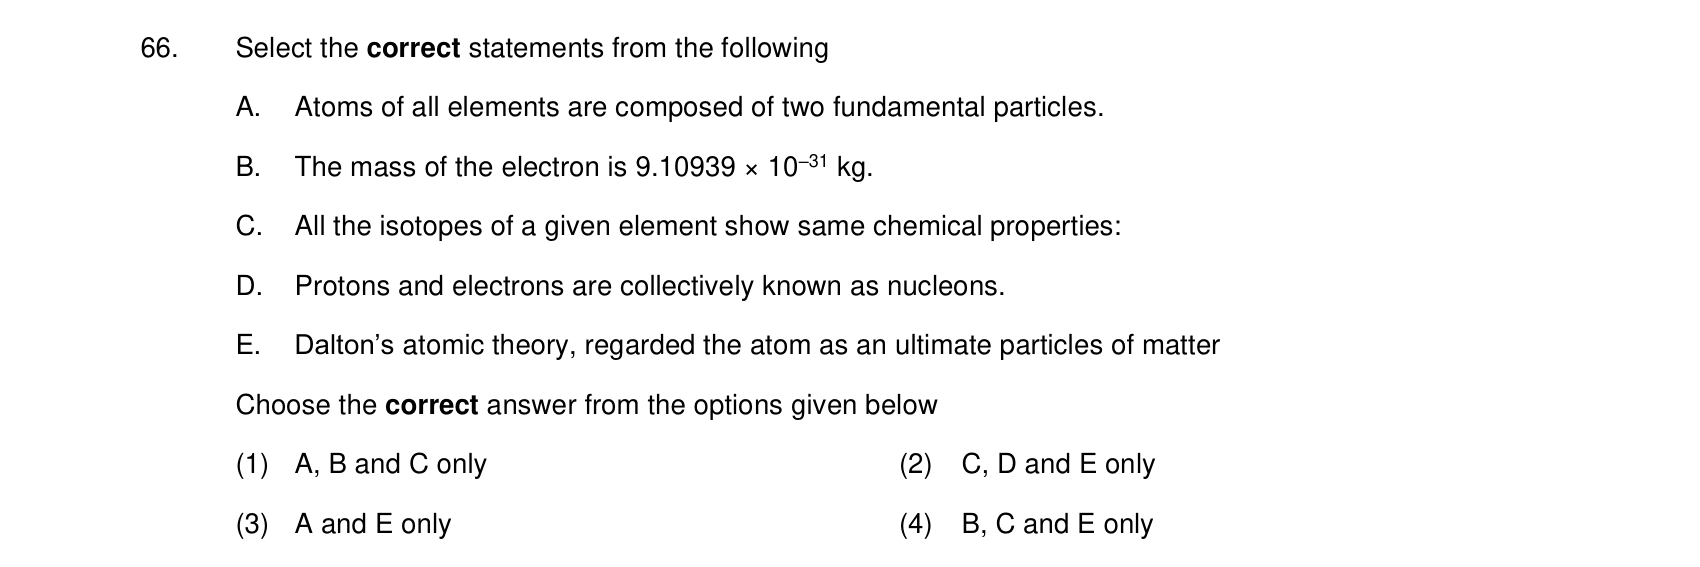 66. Select the correct statements from the following
A. Atoms of all elements are composed of two fundamental particles.
B. The mass of the electron is 9.10939 × 10⁻³¹ kg.
C. All the isotopes of a given element show same chemical properties:
D. Protons and electrons are collectively known as nucleons.
E. Dalton’s atomic theory, regarded the atom as an ultimate particles of matter
Choose the correct answer from the options given below
(1) A, B and C only (2) C, D and E only
(3) A and E only (4) B, C and E only